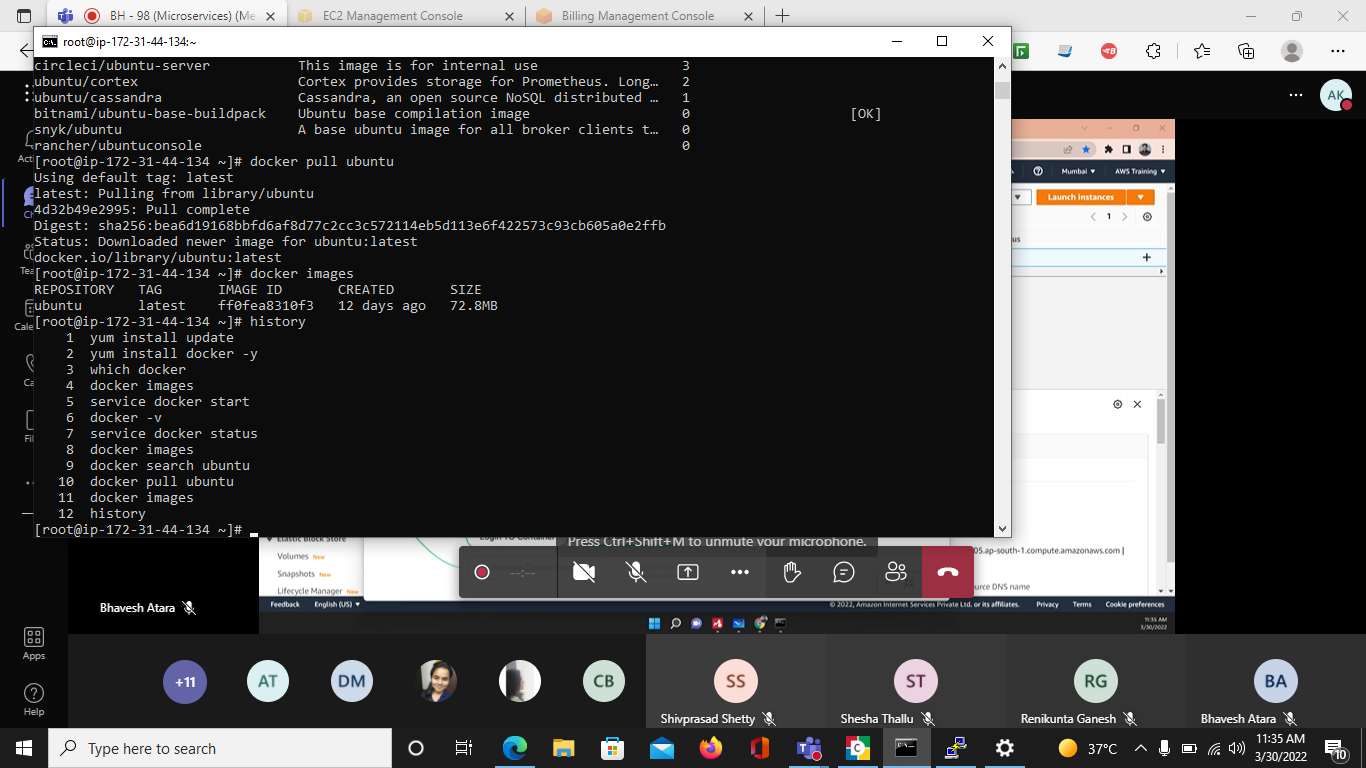 BH - 98 (Microservices) (Me
EC2 Management Console
Billing Management Console
root@ip-172-31-44-134:~
circleci/ubuntu-server This image is for internal use 3
ubuntu/cortex Cortex provides storage for Prometheus. Long… 2
ubuntu/cassandra Cassandra, an open source NoSQL distributed … 1
bitnami/ubuntu-base-buildpack Ubuntu base compilation image 0 [OK]
snyk/ubuntu A base ubuntu image for all broker clients t… 0
rancher/ubuntuconsole 0
[root@ip-172-31-44-134 ~]# docker pull ubuntu
Using default tag: latest
latest: Pulling from library/ubuntu
4d32b49e2995: Pull complete
Digest: sha256:bea6d19168bbfd6af8d77c2cc3c572114eb5d113e6f422573c93cb605a0e2ffb
Status: Downloaded newer image for ubuntu:latest
docker.io/library/ubuntu:latest
[root@ip-172-31-44-134 ~]# docker images
REPOSITORY TAG IMAGE ID CREATED SIZE
ubuntu latest ff0fea8310f3 12 days ago 72.8MB
[root@ip-172-31-44-134 ~]# history
1 yum install update
2 yum install docker -y
3 which docker
4 docker images
5 service docker start
6 docker -v
7 service docker status
8 docker images
9 docker search ubuntu
10 docker pull ubuntu
11 docker images
12 history
[root@ip-172-31-44-134 ~]#
AK
Mumbai AWS Training
Launch instances
1
Press Ctrl+Shift+M to unmute your microphone.
Elastic Block Store
Volumes New
Snapshots New
Lifecycle Manager New
05.ap-south-1.compute.amazonaws.com |
DNS name
Feedback English (US) © 2022, Amazon Internet Services Private Ltd. or its affiliates. Privacy Terms Cookie preferences
11:35 AM
3/30/2022
Bhavesh Atara
Apps
Help
+11
AT
DM
CB
SS
ST
RG
BA
Shivprasad Shetty
Shesha Thallu
Renikunta Ganesh
Bhavesh Atara
Type here to search
37°C
11:35 AM
3/30/2022
10